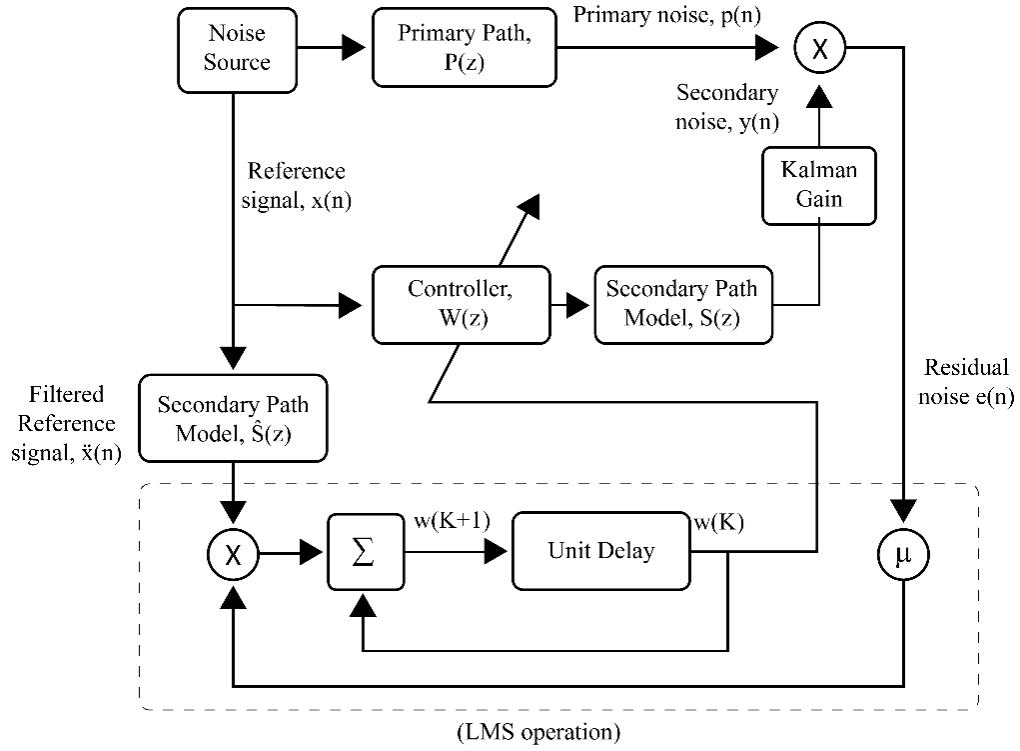 Noise
Source
Primary Path,
P(z)
Primary noise, p(n)
X
Secondary
noise, y(n)
Kalman
Gain
Reference
signal, x(n)
Controller,
W(z)
Secondary Path
Model, S(z)
Residual
noise e(n)
Filtered
Reference
signal, ẍ(n)
Secondary Path
Model, Ŝ(z)
X
∑
w(K+1)
Unit Delay
w(K)
μ
(LMS operation)